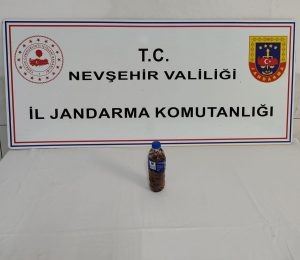 T.C.
NEVŞEHİR VALİLİĞİ
İL JANDARMA KOMUTANLIĞI